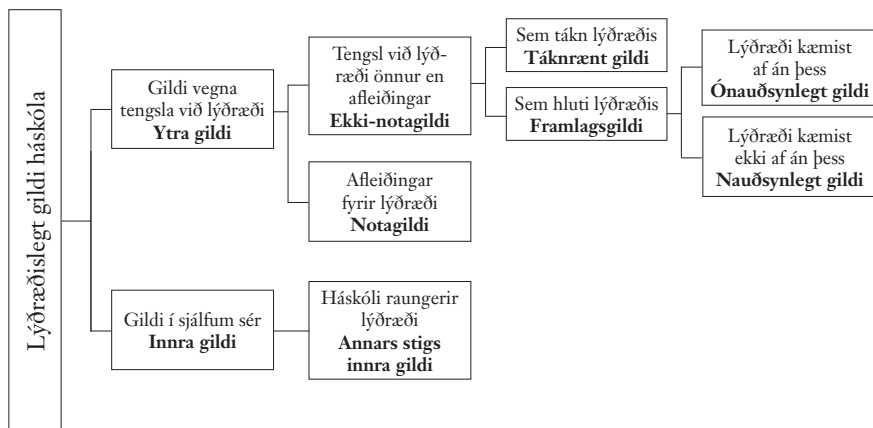 Lýðræðislegt gildi háskóla
Gildi vegna
tengsla við lýðræði
Ytra gildi
Tengsl við lýð-
ræði önnur en
afleiðingar
Ekki-notagildi
Sem tákn lýðræðis
Táknrænt gildi
Sem hluti lýðræðis
Framlagsgildi
Lýðræði kæmist
af án þess
Ónauðsynlegt gildi
Lýðræði kæmist
ekki af án þess
Nauðsynlegt gildi
Afleiðingar
fyrir lýðræði
Notagildi
Gildi í sjálfum sér
Innra gildi
Háskóli raungerir
lýðræði
Annars stigs
innra gildi